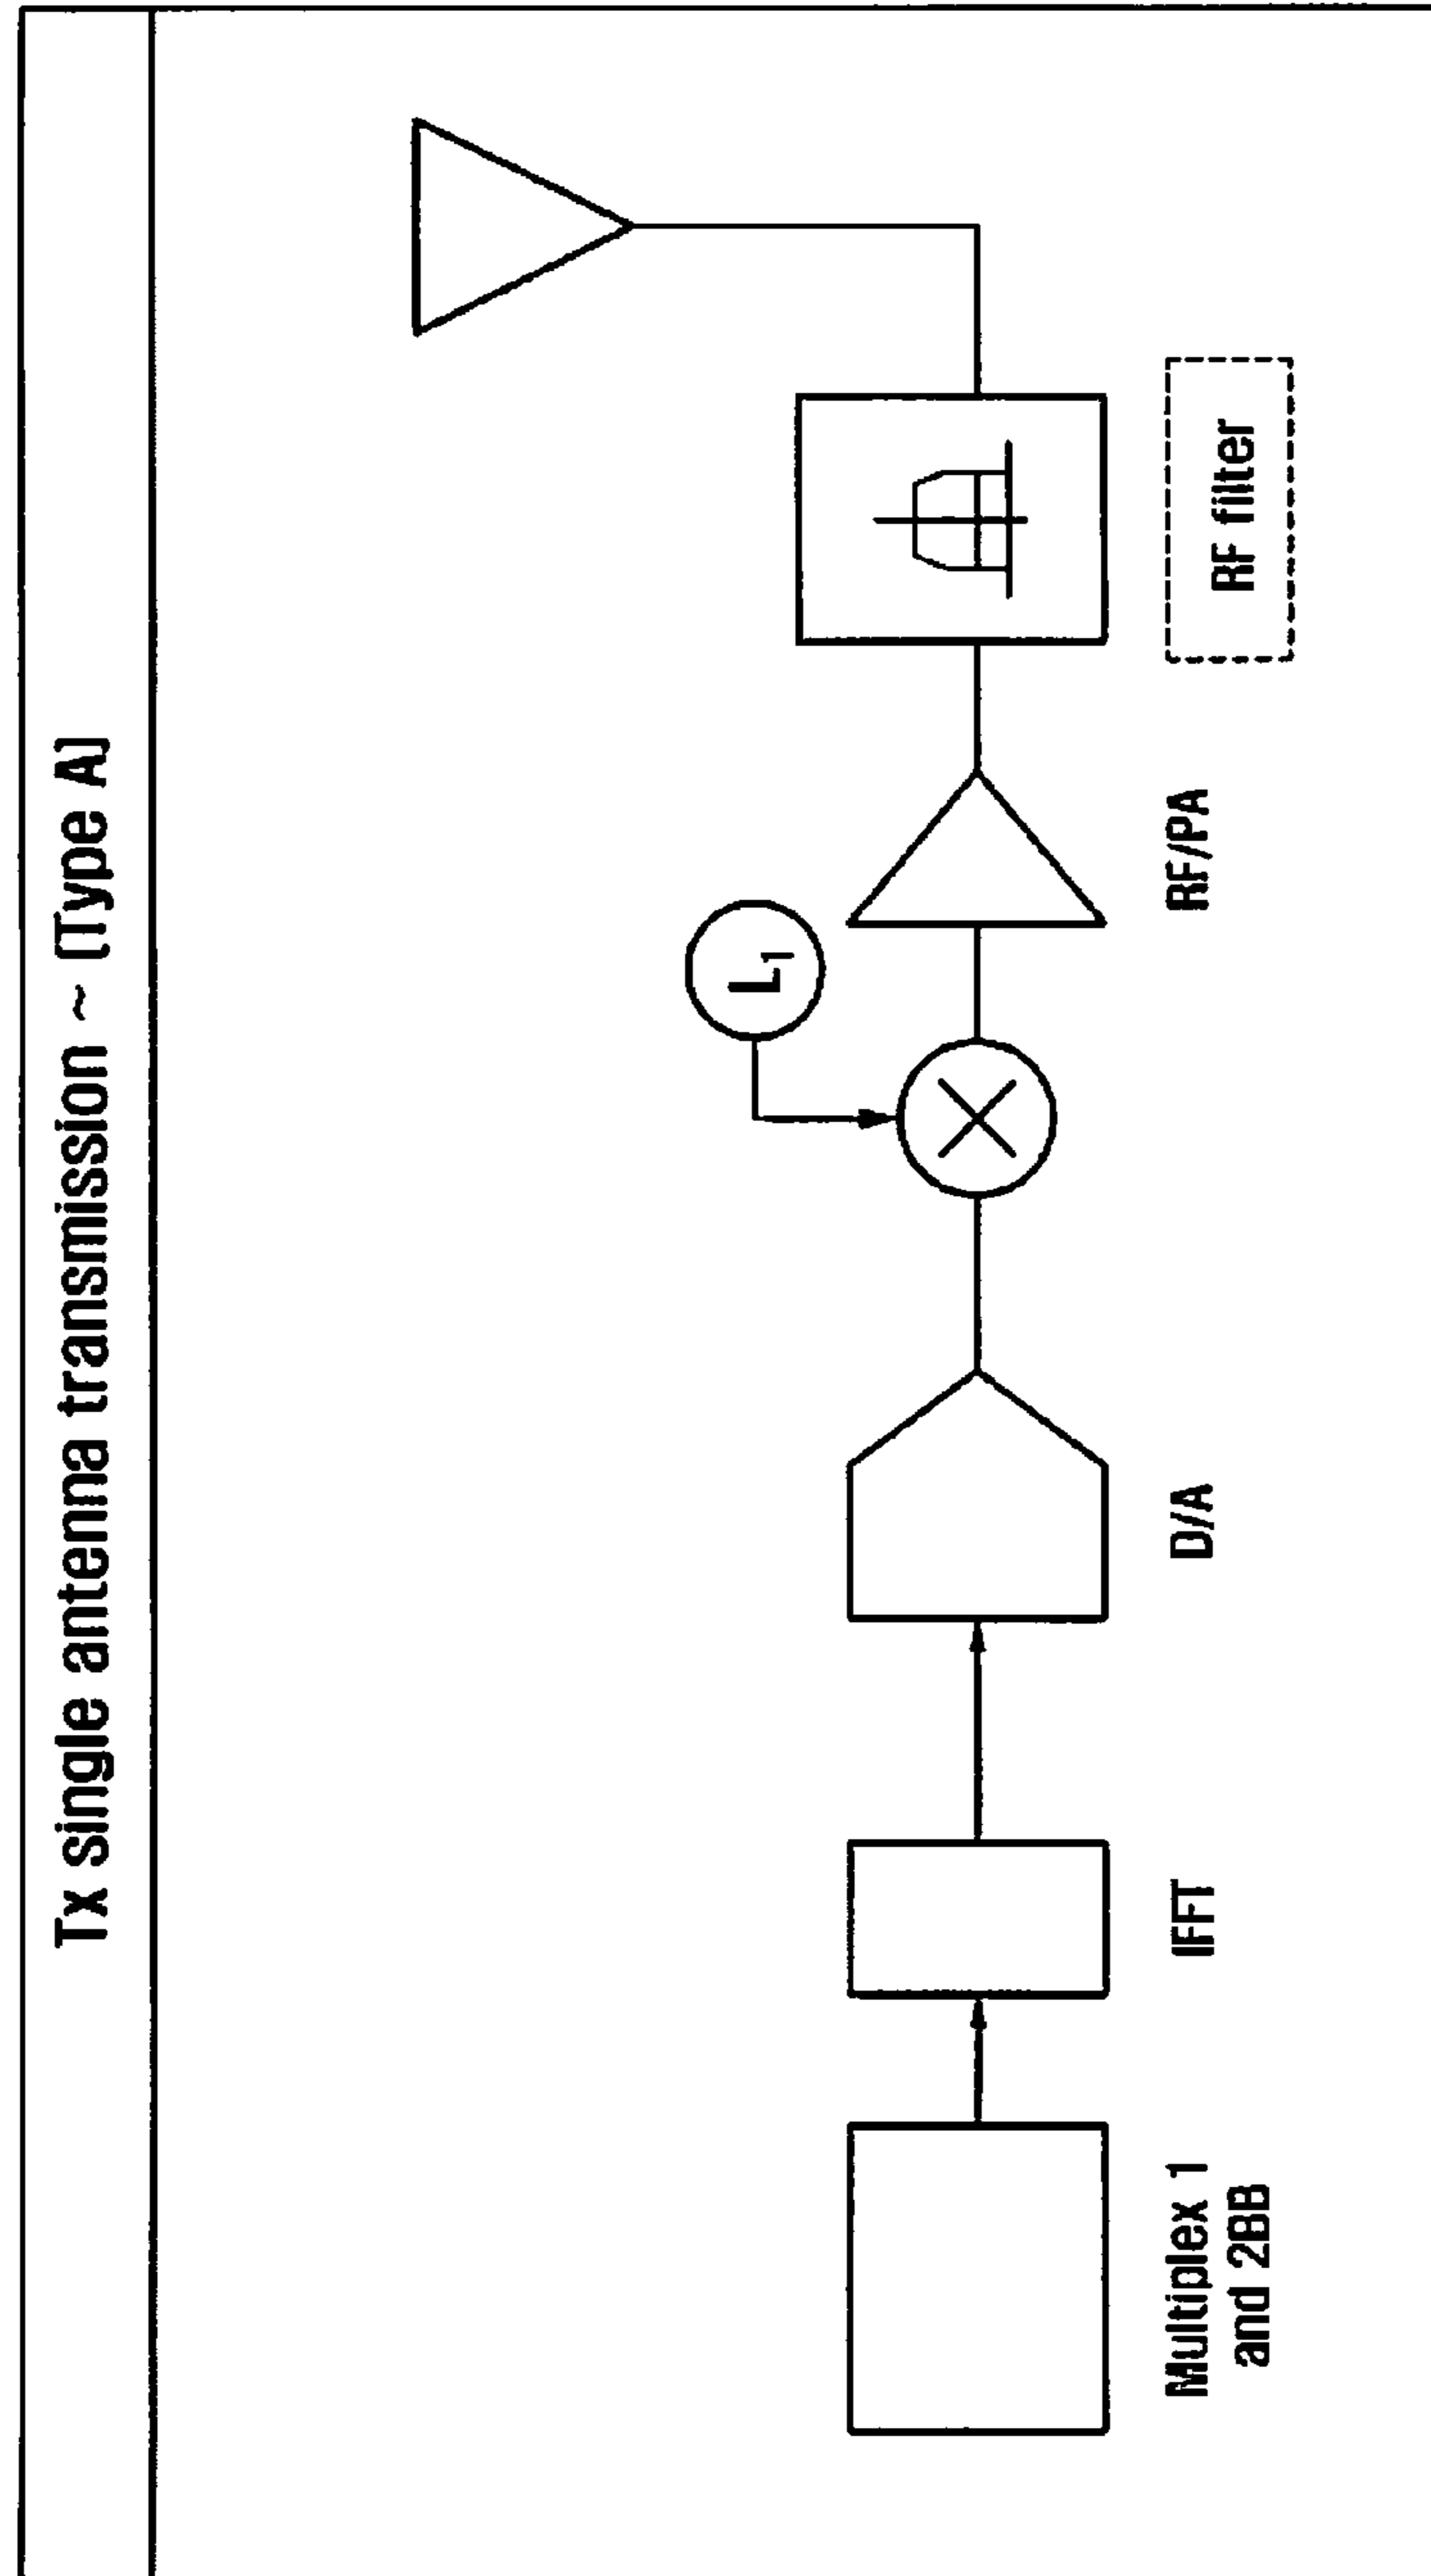 Tx single antenna transmission ~ (Type A)
L1
Multiplex 1
and 2BB
IFFT
D/A
RF/PA
RF filter